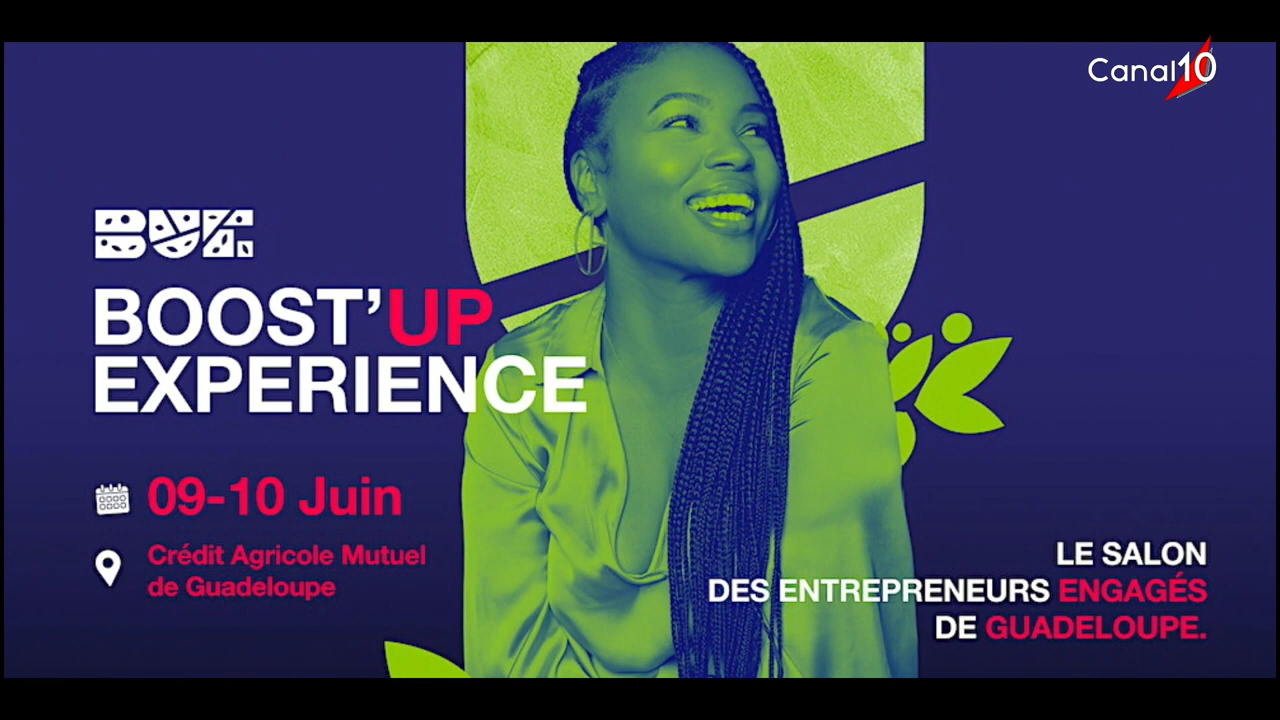 Canal10
BUE.
BOOST'UP
EXPERIENCE
09-10 Juin
Crédit Agricole Mutuel
de Guadeloupe
LE SALON
DES ENTREPRENEURS ENGAGÉS
DE GUADELOUPE.